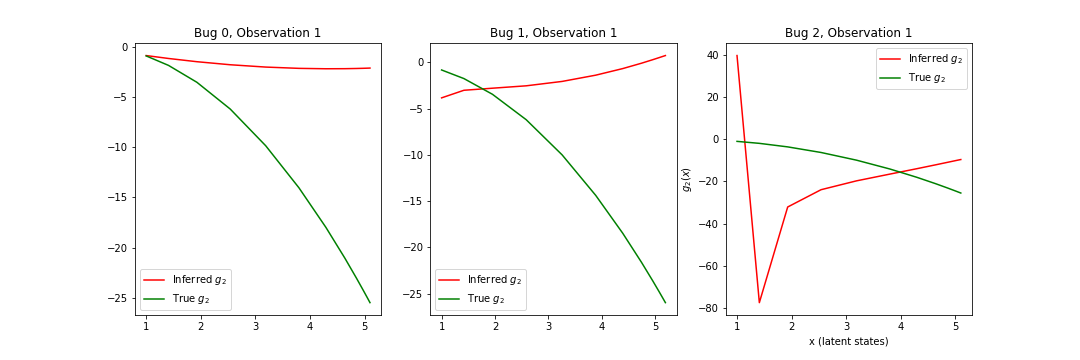 Bug 0, Observation 1
0
−5
−10
−15
−20
−25
1 2 3 4 5
Inferred g₂
True g₂
Bug 1, Observation 1
0
−5
−10
−15
−20
−25
1 2 3 4 5
Inferred g₂
True g₂
Bug 2, Observation 1
g₂(x)
40
20
0
−20
−40
−60
−80
1 2 3 4 5
x (latent states)
Inferred g₂
True g₂